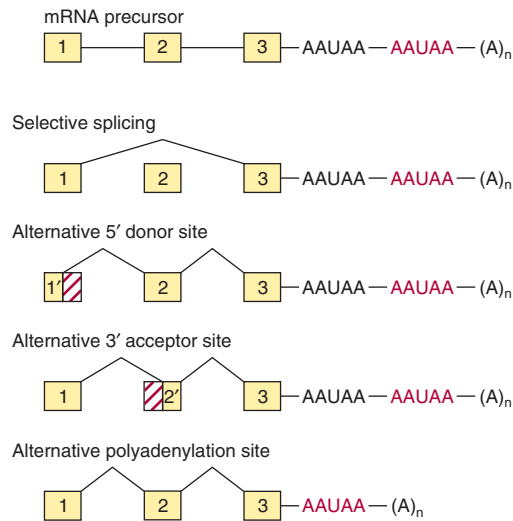 mRNA precursor
1 2 3 AAUAA — AAUAA — (A)n
Selective splicing
1 2 3 AAUAA — AAUAA — (A)n
Alternative 5′ donor site
1′ 2 3 AAUAA — AAUAA — (A)n
Alternative 3′ acceptor site
1 2′ 3 AAUAA — AAUAA — (A)n
Alternative polyadenylation site
1 2 3 AAUAA — (A)n